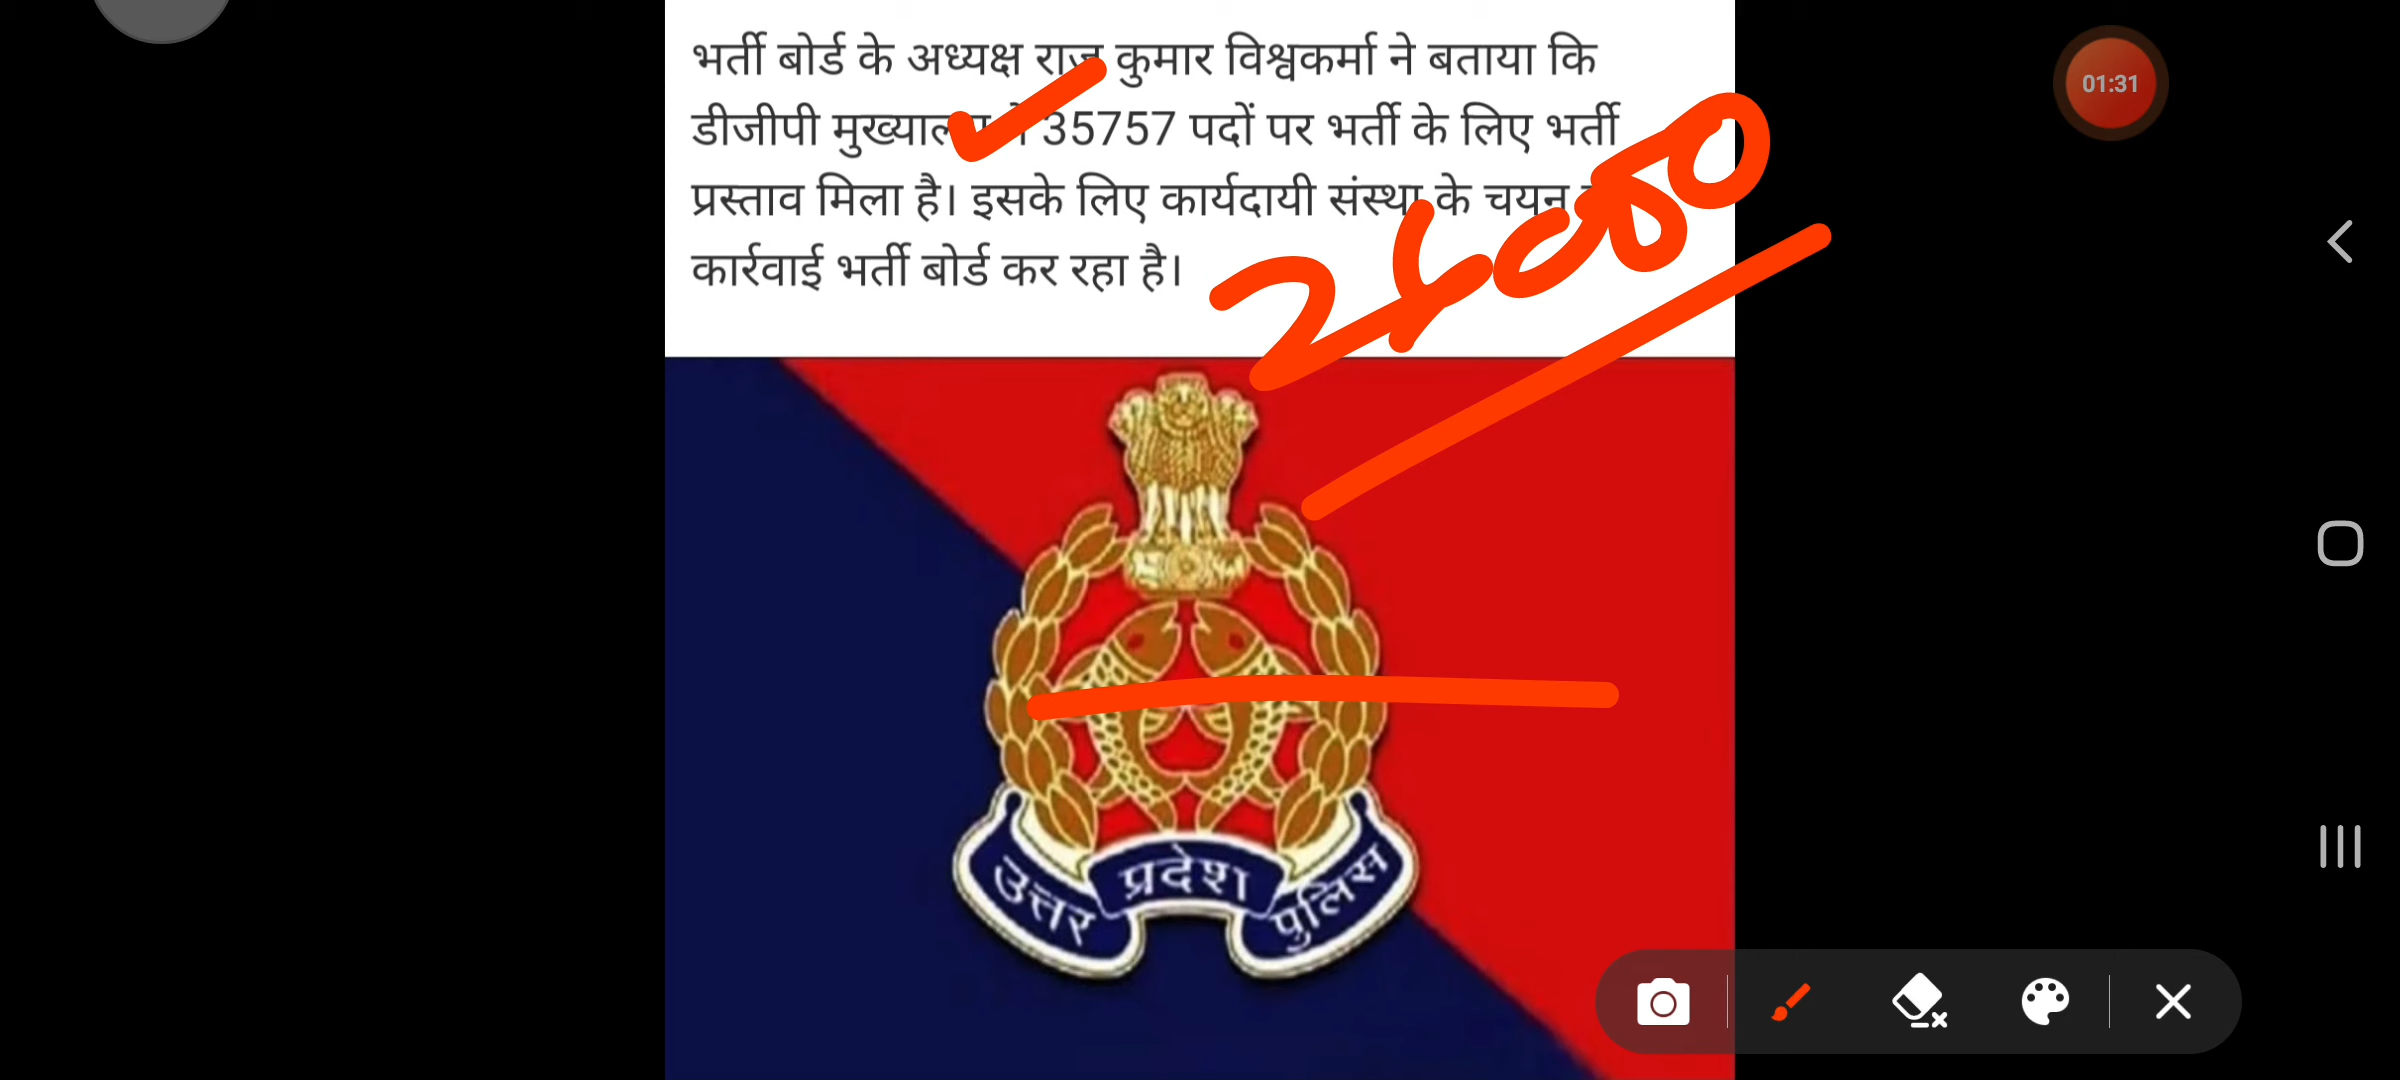 भर्ती बोर्ड के अध्यक्ष राज कुमार विश्वकर्मा ने बताया कि
डीजीपी मुख्यालय से 35757 पदों पर भर्ती के लिए भर्ती
प्रस्ताव मिला है। इसके लिए कार्यदायी संस्था के चयन
कार्रवाई भर्ती बोर्ड कर रहा है।
उत्तर प्रदेश पुलिस
01:31